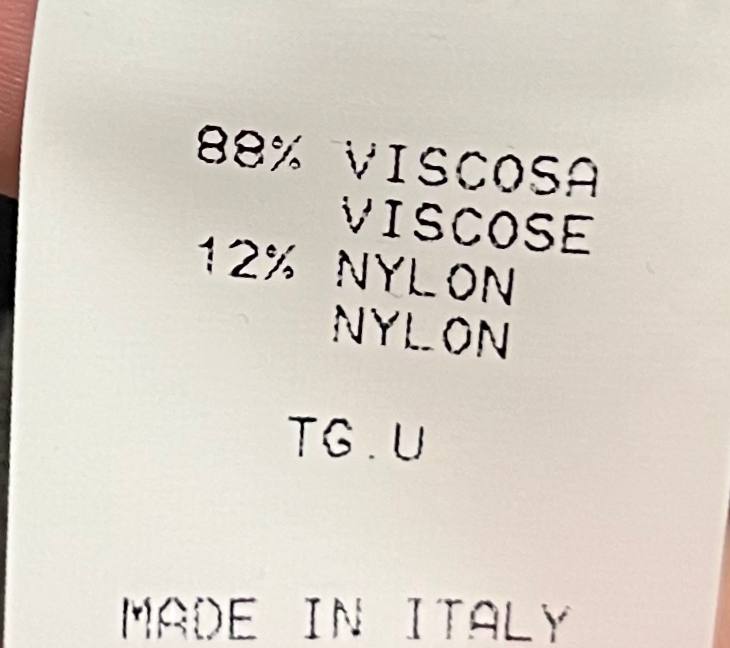 88% VISCOSA
VISCOSE
12% NYLON
NYLON
TG.U
MADE IN ITALY